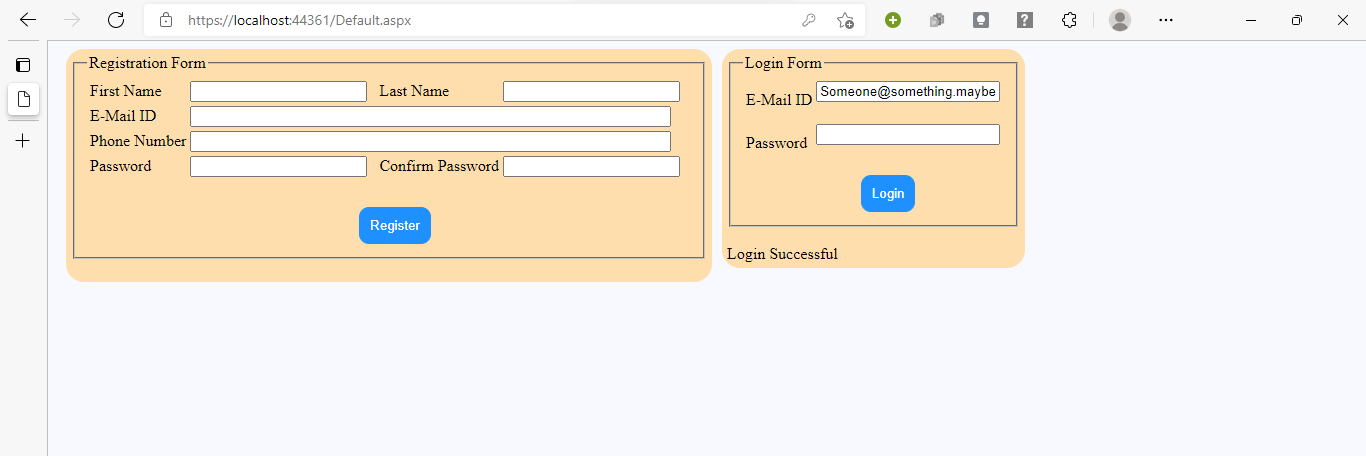 https://localhost:44361/Default.aspx
Registration Form
First Name Last Name
E-Mail ID
Phone Number
Password Confirm Password
Register
Login Form
E-Mail ID Someone@something.maybe
Password
Login
Login Successful